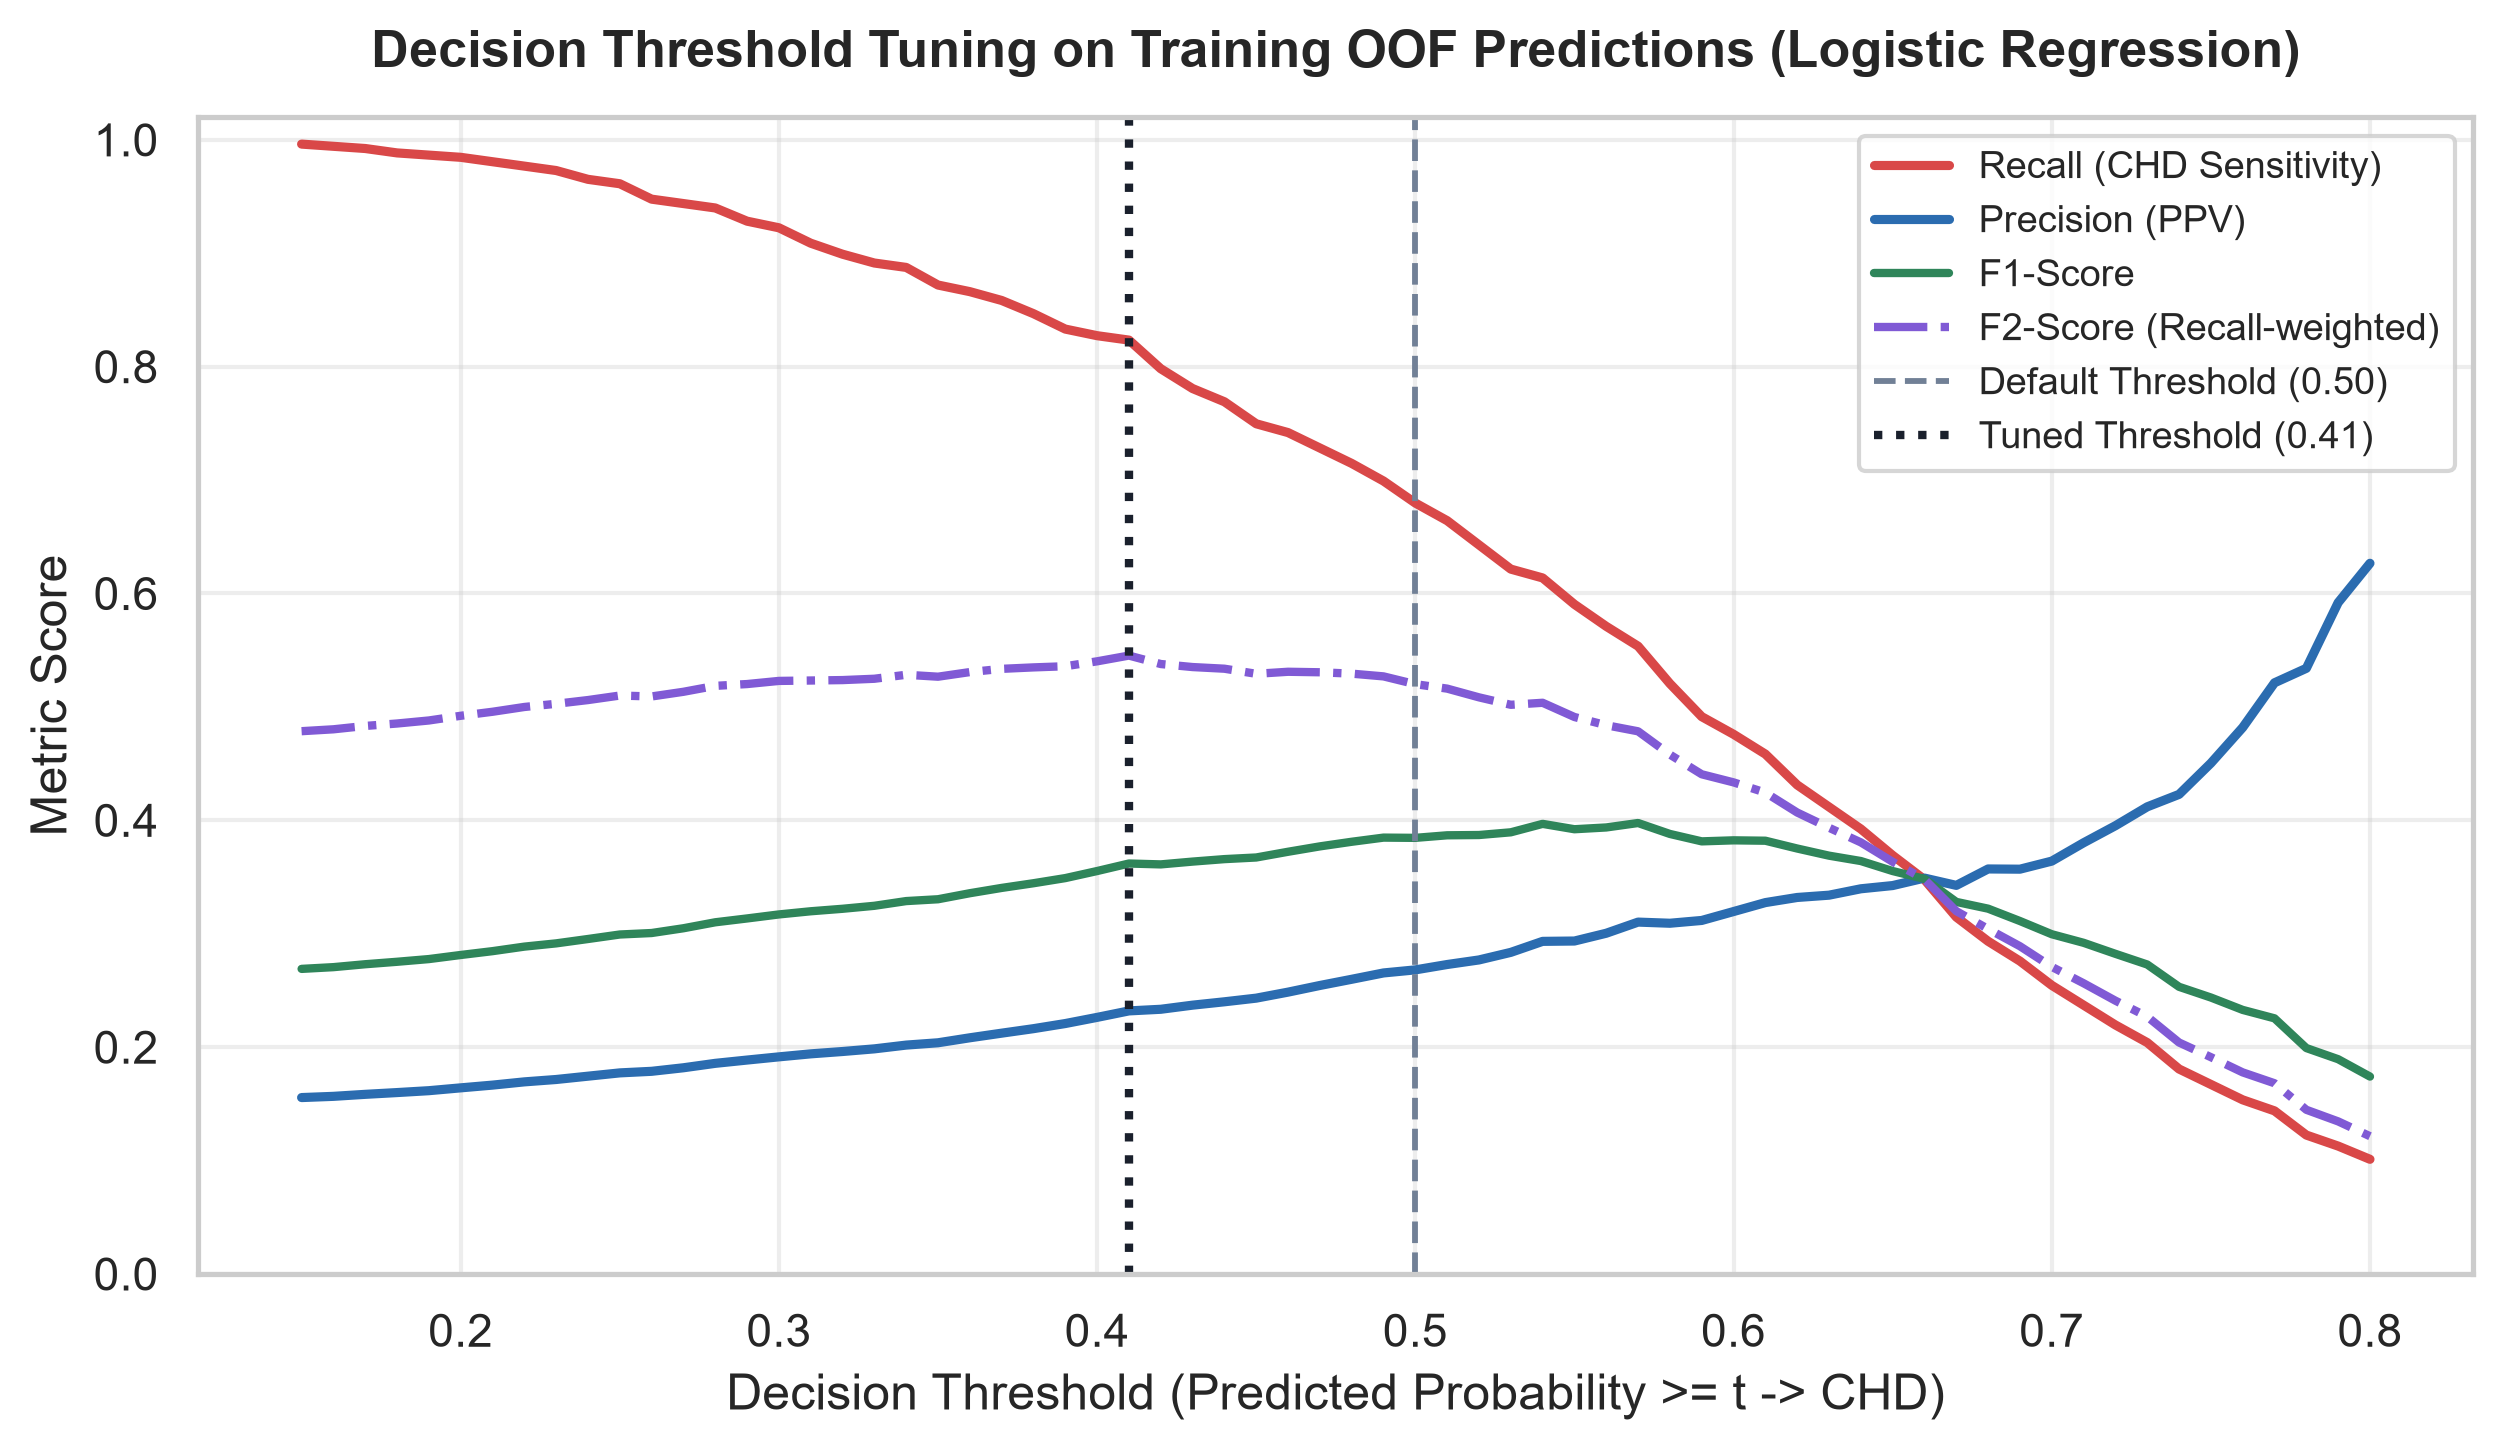 Decision Threshold Tuning on Training OOF Predictions (Logistic Regression)
1.0
0.8
0.6
0.4
0.2
0.0
Metric Score
Recall (CHD Sensitivity)
Precision (PPV)
F1-Score
F2-Score (Recall-weighted)
Default Threshold (0.50)
Tuned Threshold (0.41)
0.2 0.3 0.4 0.5 0.6 0.7 0.8
Decision Threshold (Predicted Probability >= t -> CHD)